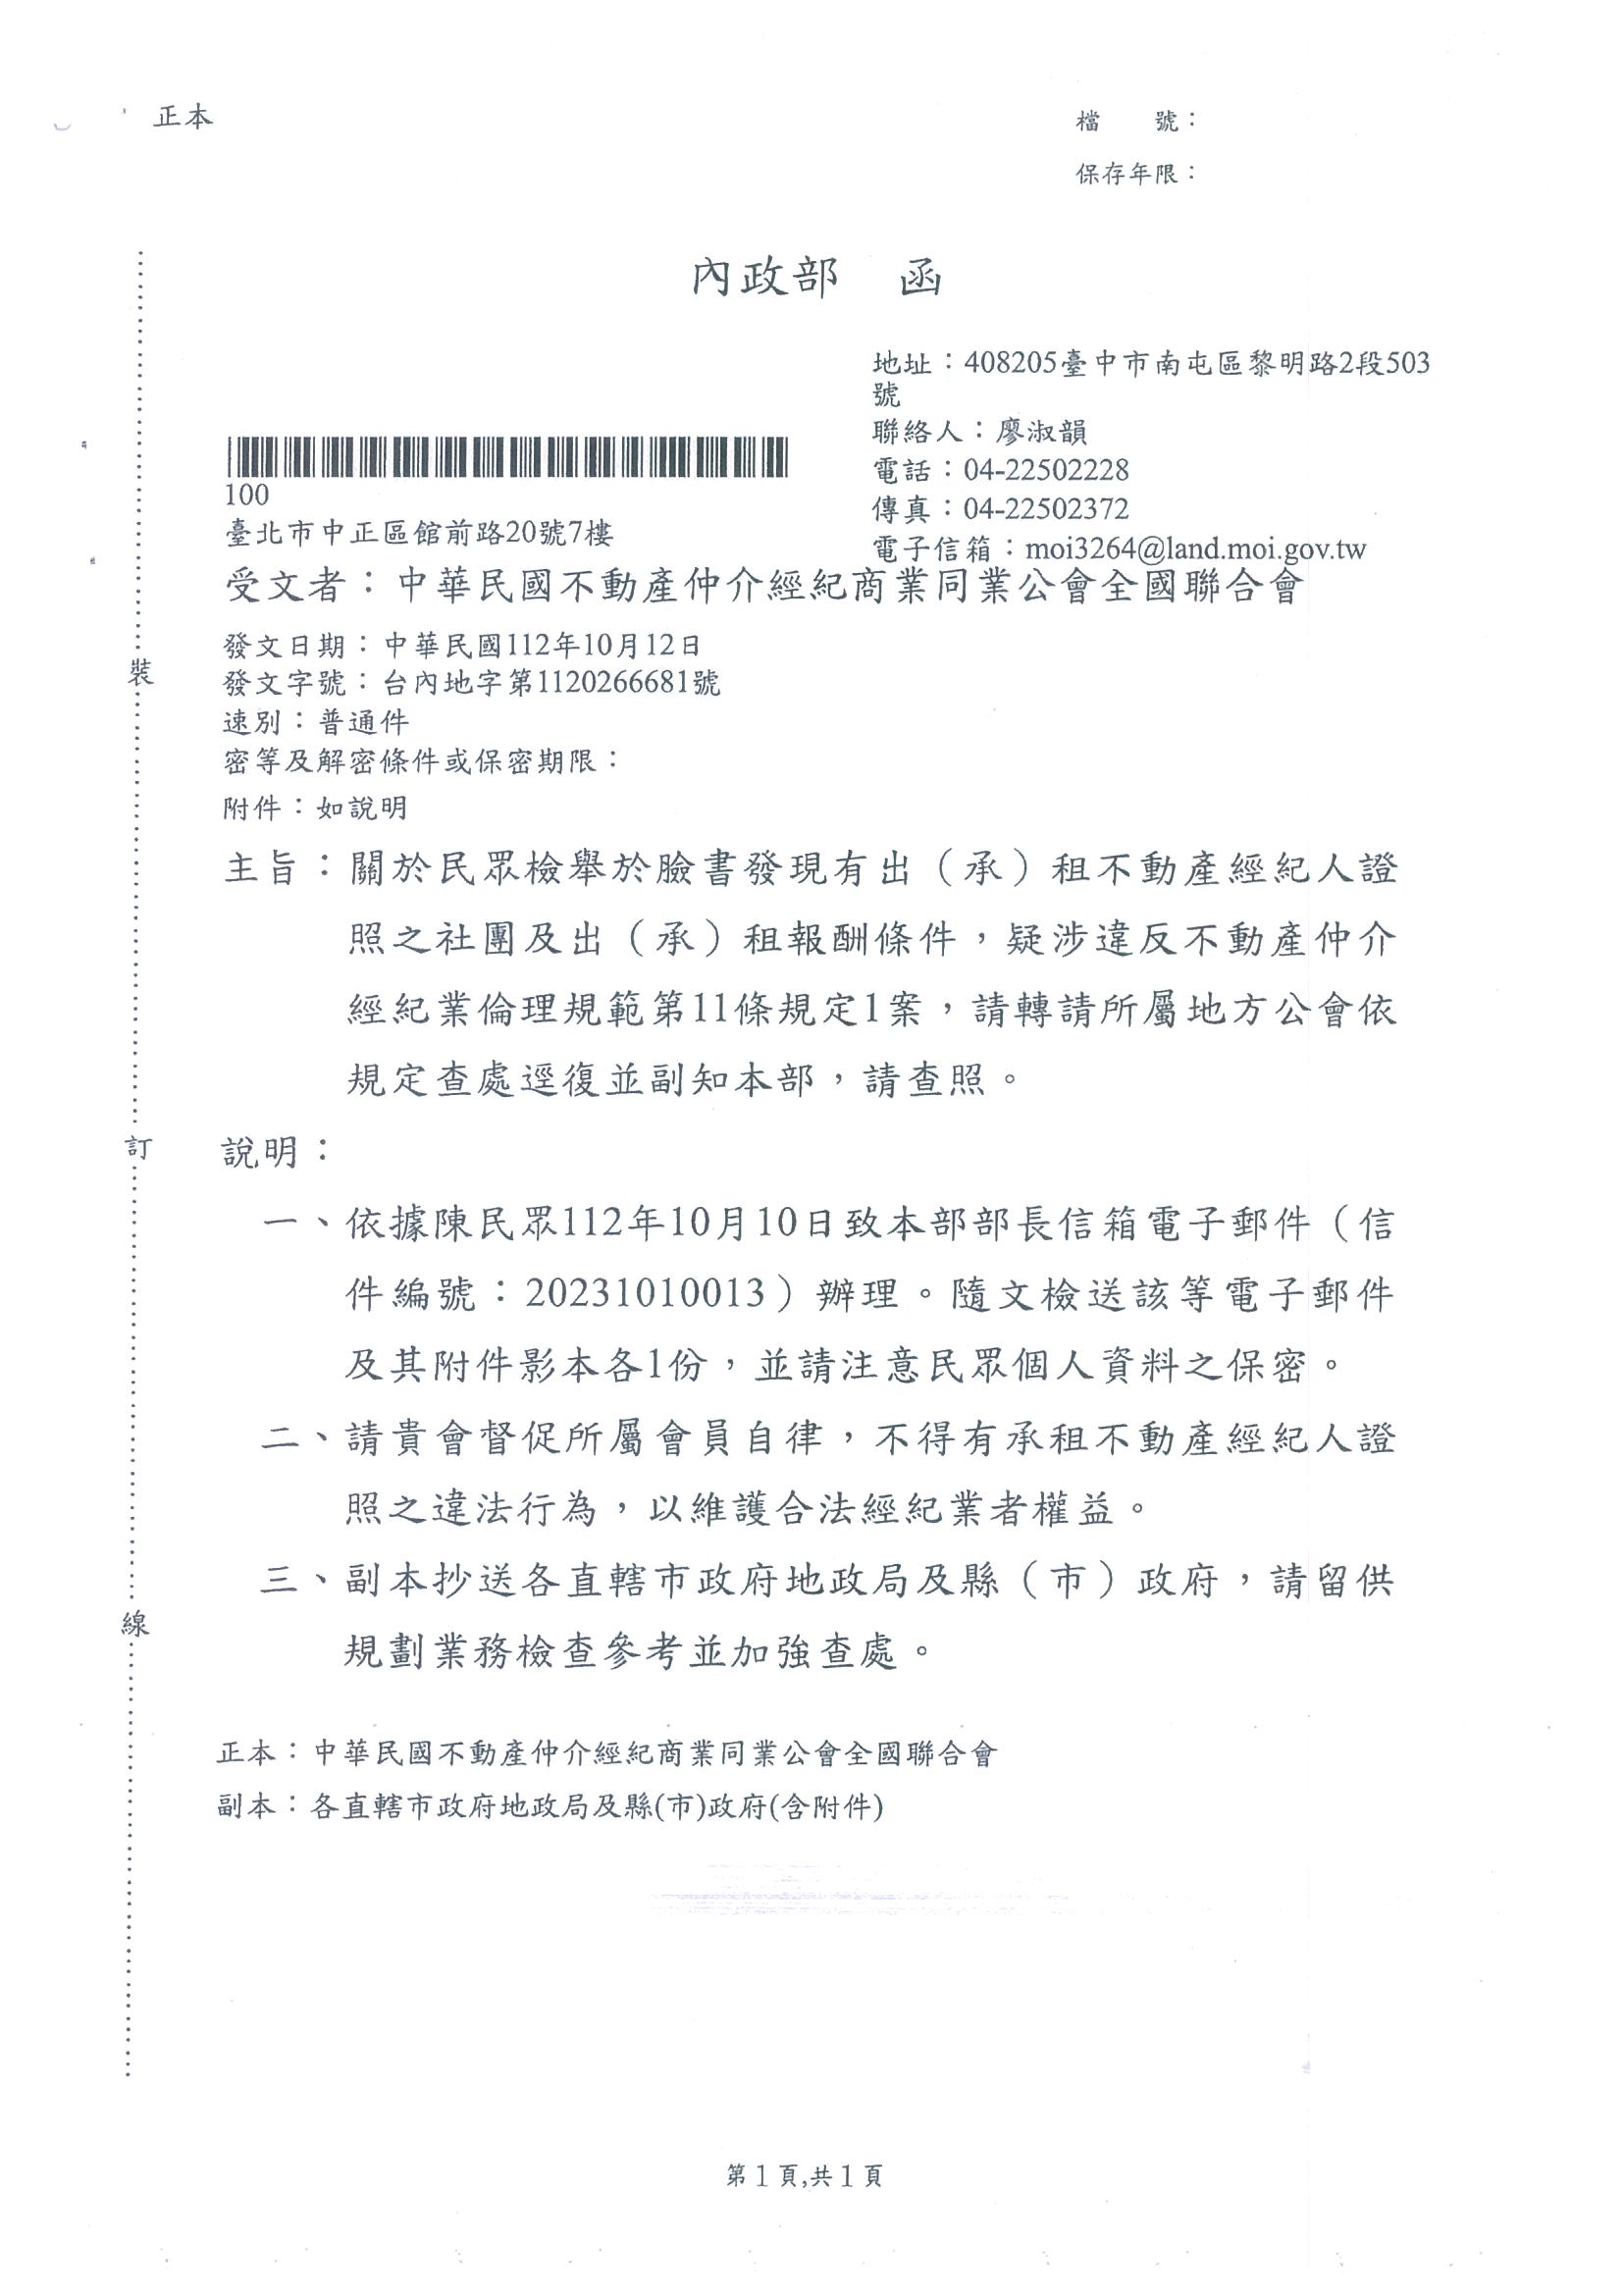 正本
檔　　號：
保存年限：
內政部　函
地址：408205臺中市南屯區黎明路2段503
號
聯絡人：廖淑韻
電話：04-22502228
傳真：04-22502372
電子信箱：moi3264@land.moi.gov.tw
100
臺北市中正區館前路20號7樓
受文者：中華民國不動產仲介經紀商業同業公會全國聯合會
發文日期：中華民國112年10月12日
發文字號：台內地字第1120266681號
速別：普通件
密等及解密條件或保密期限：
附件：如說明
主旨：關於民眾檢舉於臉書發現有出（承）租不動產經紀人證
照之社團及出（承）租報酬條件，疑涉違反不動產仲介
經紀業倫理規範第11條規定1案，請轉請所屬地方公會依
規定查處逕復並副知本部，請查照。
說明：
一、依據陳民眾112年10月10日致本部部長信箱電子郵件（信
件編號：20231010013）辦理。隨文檢送該等電子郵件
及其附件影本各1份，並請注意民眾個人資料之保密。
二、請貴會督促所屬會員自律，不得有承租不動產經紀人證
照之違法行為，以維護合法經紀業者權益。
三、副本抄送各直轄市政府地政局及縣（市）政府，請留供
規劃業務檢查參考並加強查處。
正本：中華民國不動產仲介經紀商業同業公會全國聯合會
副本：各直轄市政府地政局及縣(市)政府(含附件)
裝
訂
線
第1頁,共1頁